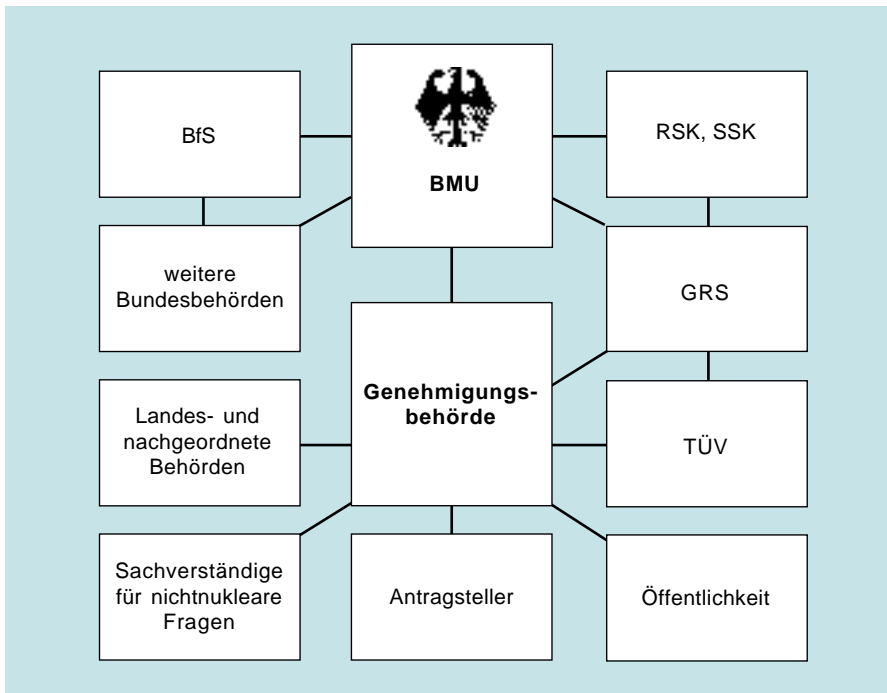 BfS
BMU
RSK, SSK
weitere
Bundesbehörden
GRS
Genehmigungs-
behörde
Landes- und
nachgeordnete
Behörden
TÜV
Sachverständige
für nichtnukleare
Fragen
Antragsteller
Öffentlichkeit